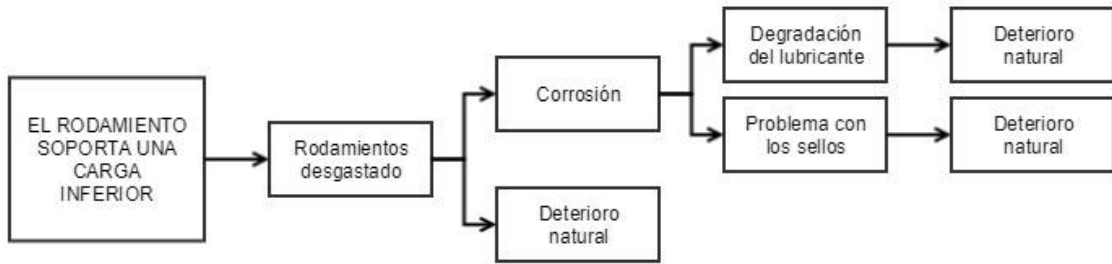 EL RODAMIENTO
SOPORTA UNA
CARGA
INFERIOR
Rodamientos
desgastado
Corrosión
Deterioro
natural
Degradación
del lubricante
Problema con
los sellos
Deterioro
natural
Deterioro
natural